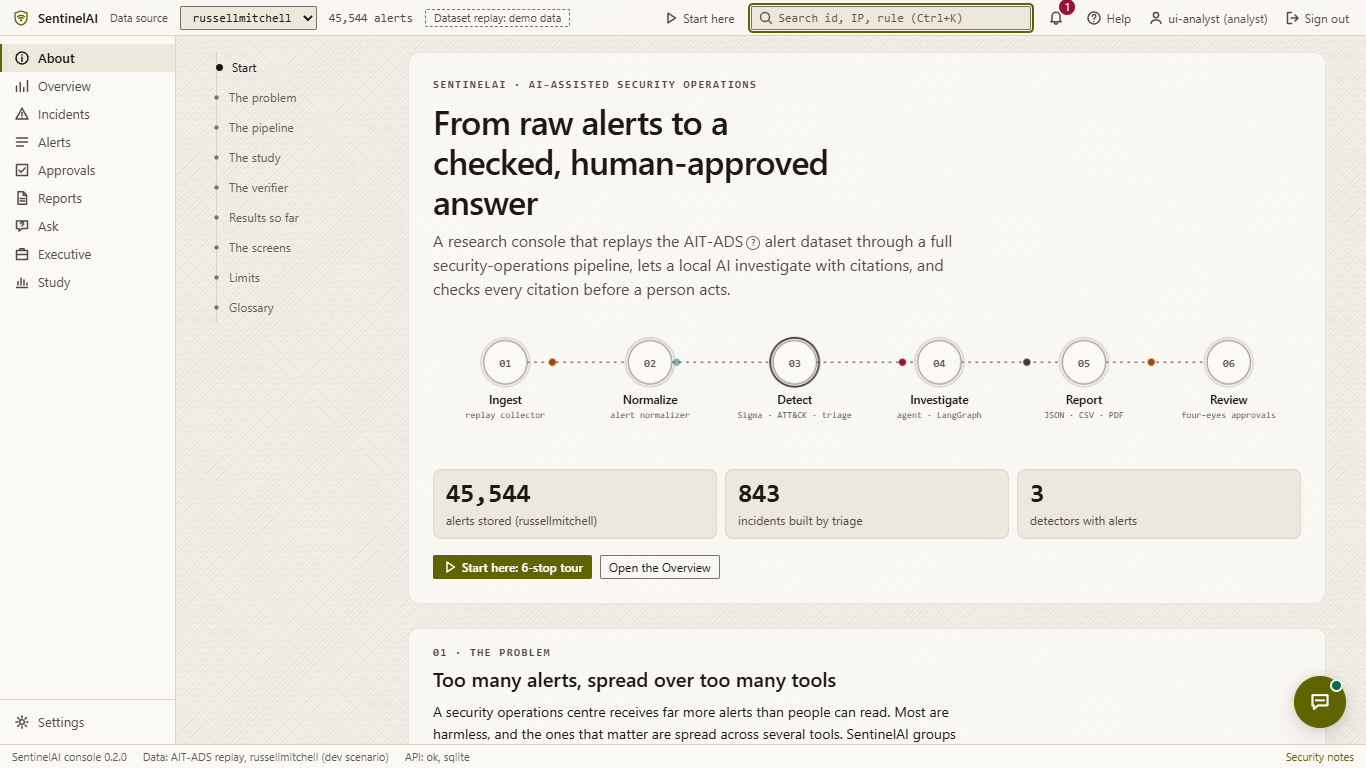 SentinelAI
Data source
russellmitchell
45,544 alerts
Dataset replay: demo data
Start here
Search id, IP, rule (Ctrl+K)
1
Help
ui-analyst (analyst)
Sign out
About
Overview
Incidents
Alerts
Approvals
Reports
Ask
Executive
Study
Settings
Start
The problem
The pipeline
The study
The verifier
Results so far
The screens
Limits
Glossary
SENTINELAI · AI-ASSISTED SECURITY OPERATIONS
From raw alerts to a
checked, human-approved
answer
A research console that replays the AIT-ADS ? alert dataset through a full
security-operations pipeline, lets a local AI investigate with citations, and
checks every citation before a person acts.
01
Ingest
replay collector
02
Normalize
alert normalizer
03
Detect
Sigma · ATT&CK · triage
04
Investigate
agent · LangGraph
05
Report
JSON · CSV · PDF
06
Review
four-eyes approvals
45,544
alerts stored (russellmitchell)
843
incidents built by triage
3
detectors with alerts
Start here: 6-stop tour
Open the Overview
01 · THE PROBLEM
Too many alerts, spread over too many tools
A security operations centre receives far more alerts than people can read. Most are
harmless, and the ones that matter are spread across several tools. SentinelAI groups
SentinelAI console 0.2.0
Data: AIT-ADS replay, russellmitchell (dev scenario)
API: ok, sqlite
Security notes